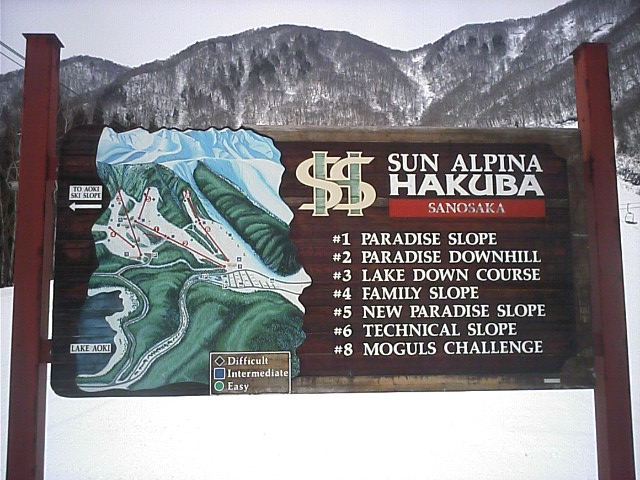 TO AOKI
SKI SLOPE
LAKE AOKI
Difficult
Intermediate
Easy
SH
SUN ALPINA
HAKUBA
SANOSAKA
#1 PARADISE SLOPE
#2 PARADISE DOWNHILL
#3 LAKE DOWN COURSE
#4 FAMILY SLOPE
#5 NEW PARADISE SLOPE
#6 TECHNICAL SLOPE
#8 MOGULS CHALLENGE